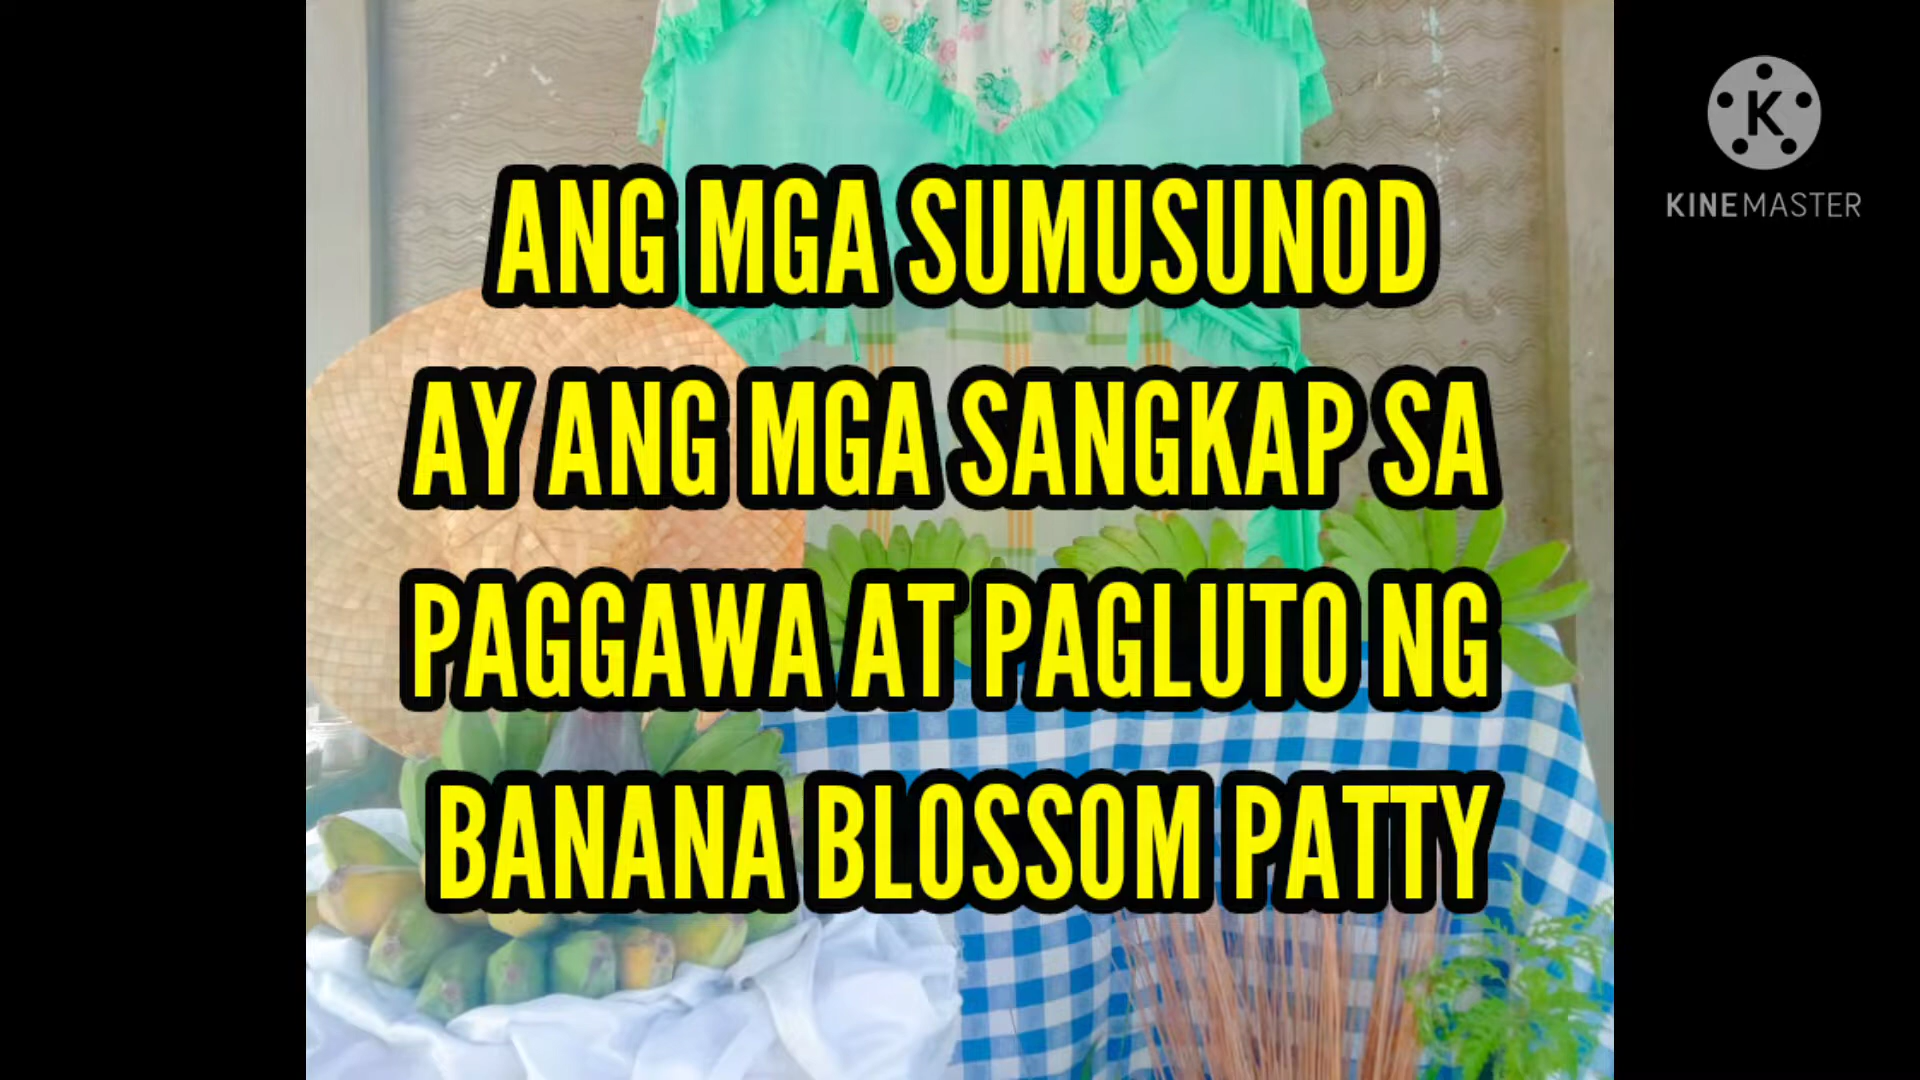 ANG MGA SUMUSUNOD
AY ANG MGA SANGKAP SA
PAGGAWA AT PAGLUTO NG
BANANA BLOSSOM PATTY
K
KINEMASTER